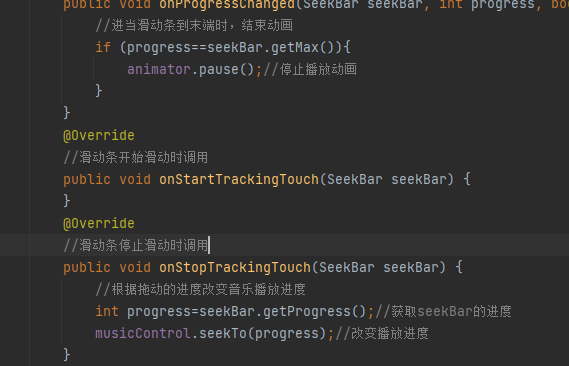 public void onProgressChanged(SeekBar seekBar, int progress, boo
//进当滑动条到末端时，结束动画
if (progress==seekBar.getMax()){
animator.pause();//停止播放动画
}
}
@Override
//滑动条开始滑动时调用
public void onStartTrackingTouch(SeekBar seekBar) {
}
@Override
//滑动条停止滑动时调用
public void onStopTrackingTouch(SeekBar seekBar) {
//根据拖动的进度改变音乐播放进度
int progress=seekBar.getProgress();//获取seekBar的进度
musicControl.seekTo(progress);//改变播放进度
}